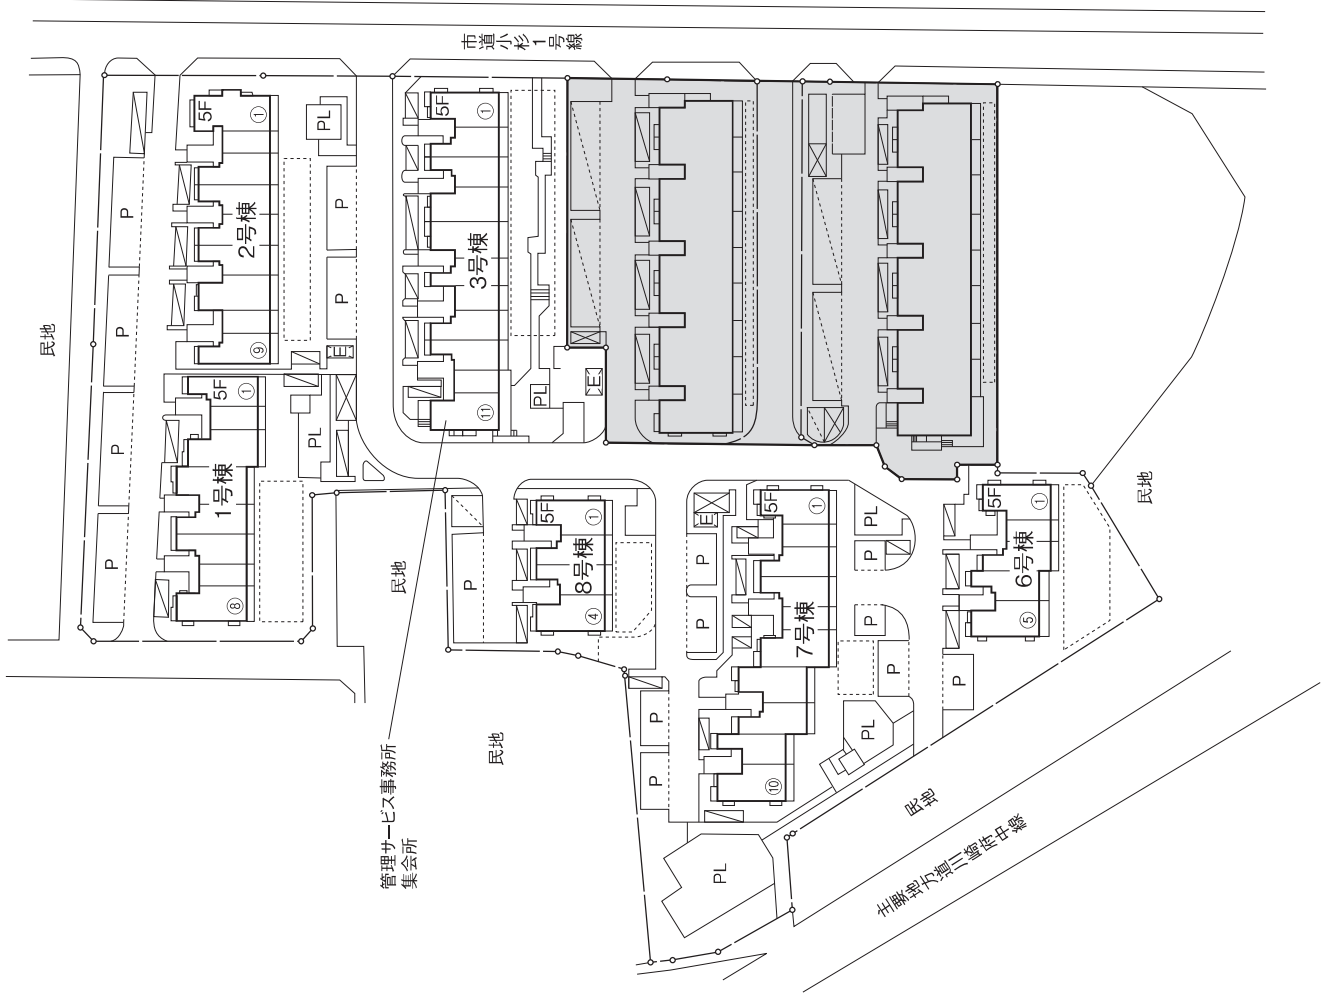 市道小杉1号線
民地
P
P
P
P
5F
①
2号棟
⑨
PL
P
P
E
5F
①
1号棟
⑧
PL
5F
①
3号棟
⑪
PL
E
民地
P
5F
①
8号棟
④
E
P
P
5F
①
7号棟
⑩
PL
P
P
P
5F
①
6号棟
⑤
P
PL
P
P
PL
民地
民地
民地
管理サービス事務所
集会所
主要地方道川崎府中線